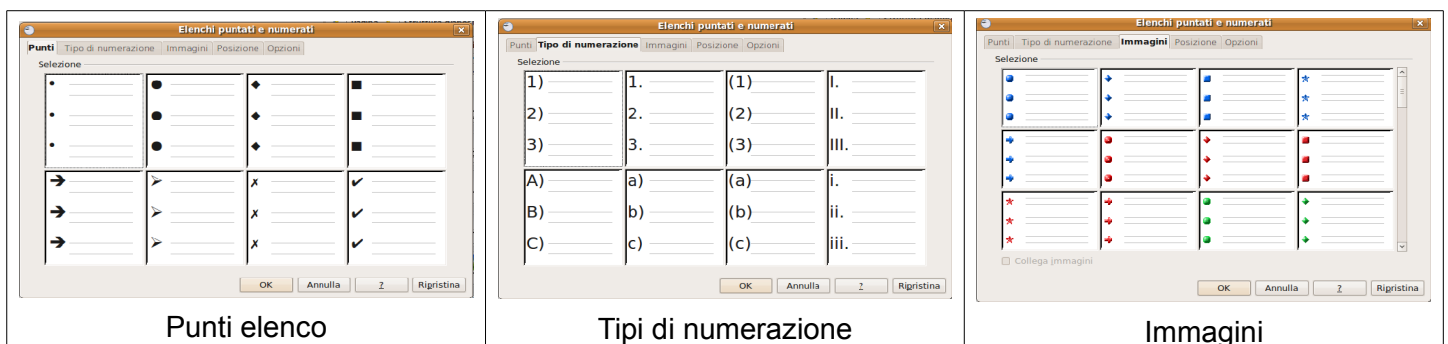 Elenchi puntati e numerati
Punti Tipo di numerazione Immagini Posizione Opzioni
Selezione
OK Annulla ? Ripristina
Punti elenco
Elenchi puntati e numerati
Punti Tipo di numerazione Immagini Posizione Opzioni
Selezione
1) 1. (1) I.
2) 2. (2) II.
3) 3. (3) III.
A) a) (a) i.
B) b) (b) ii.
C) c) (c) iii.
OK Annulla ? Ripristina
Tipi di numerazione
Elenchi puntati e numerati
Punti Tipo di numerazione Immagini Posizione Opzioni
Selezione
Collega immagini
OK Annulla ? Ripristina
Immagini